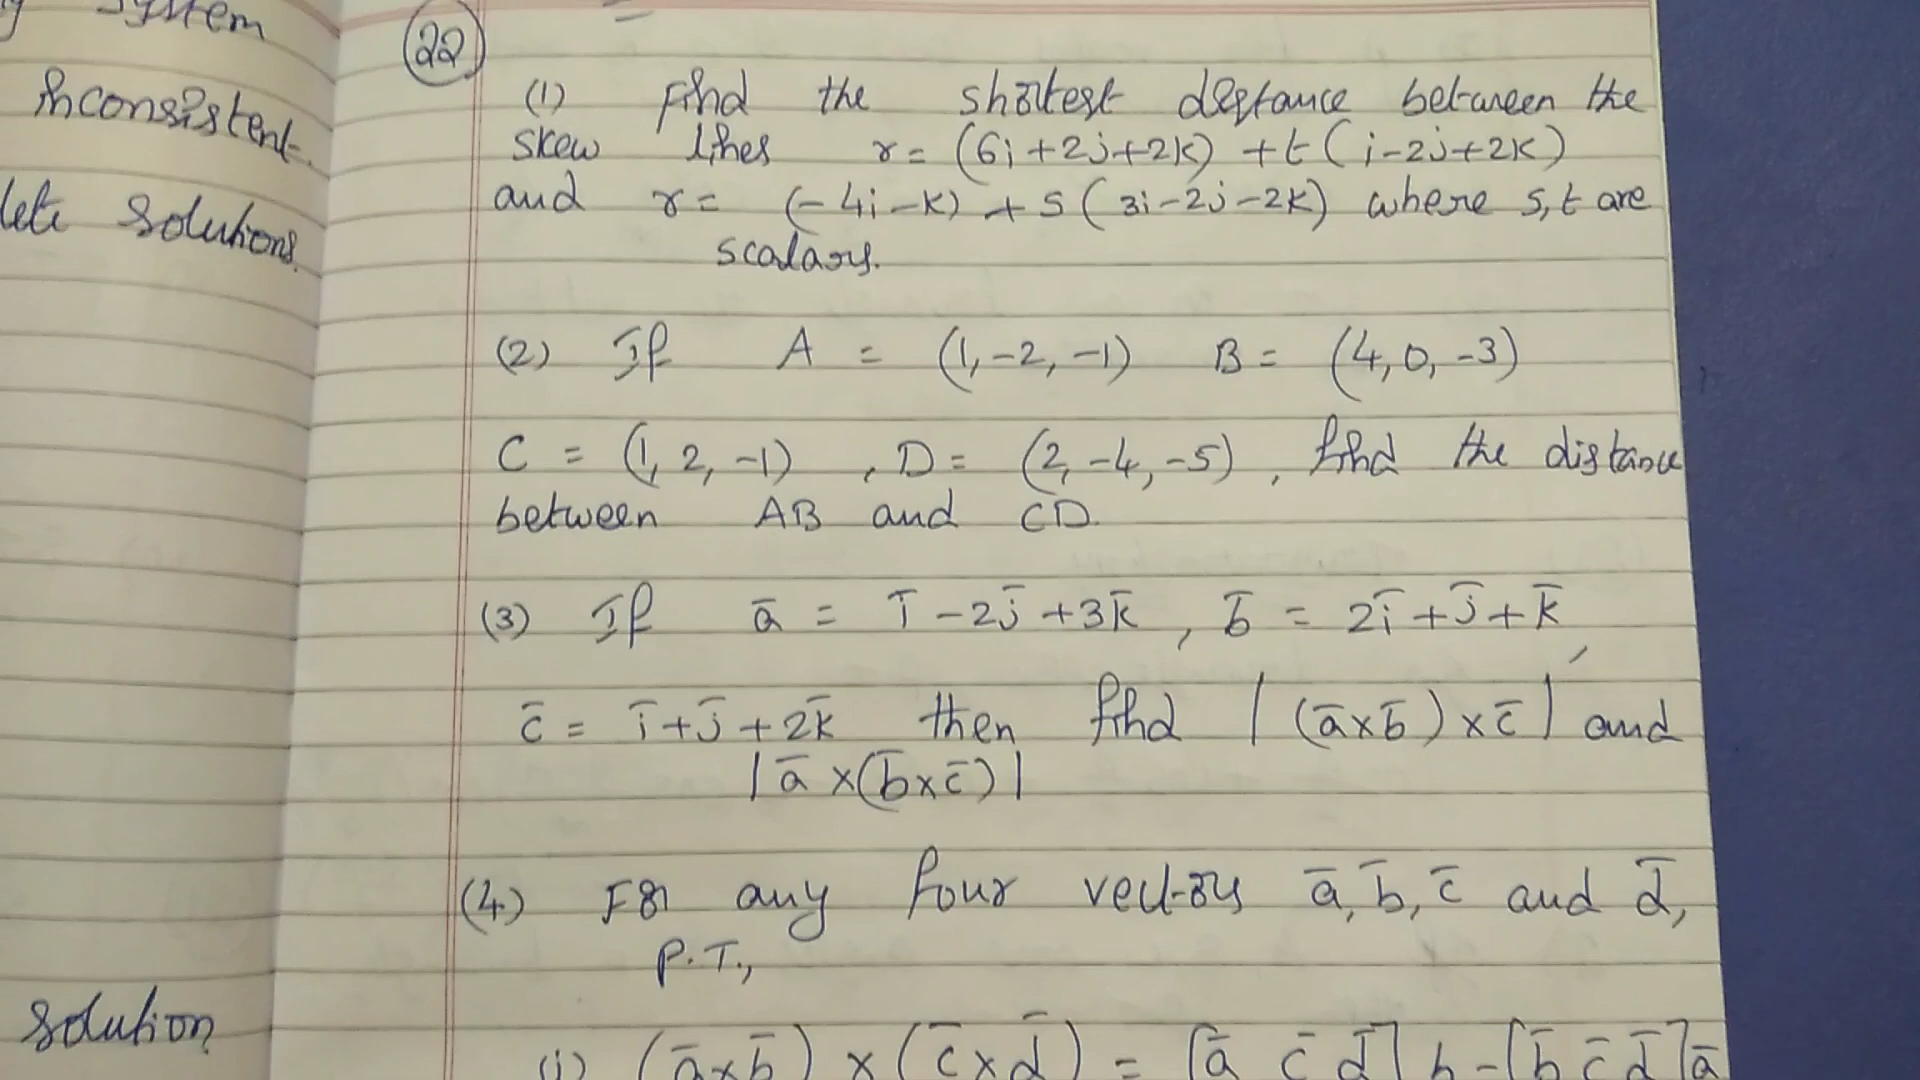 system
inconsistent.
solutions.
solution
(22)
(1) Find the shortest distance between the
skew lines r = (6i+2j+2k) + t(i-2j+2k)
and r = (-4i-k) + s(3i-2j-2k) where s,t are
scalars.
(2) If A = (1,-2,-1) B = (4,0,-3)
C = (1,2,-1) , D = (2,-4,-5), find the distance
between AB and CD.
(3) If a̅ = i̅-2j̅+3k̅, b̅ = 2i̅+j̅+k̅,
c̅ = i̅+j̅+2k̅ then find |(a̅×b̅)×c̅| and
|a̅×(b̅×c̅)|
(4.) For any four vectors a̅, b̅, c̅ and d̅,
P.T.,
(i) (a̅×b̅) × (c̅×d̅) = [a̅ c̅ d̅] b - [b̅ c̅ d̅]a̅